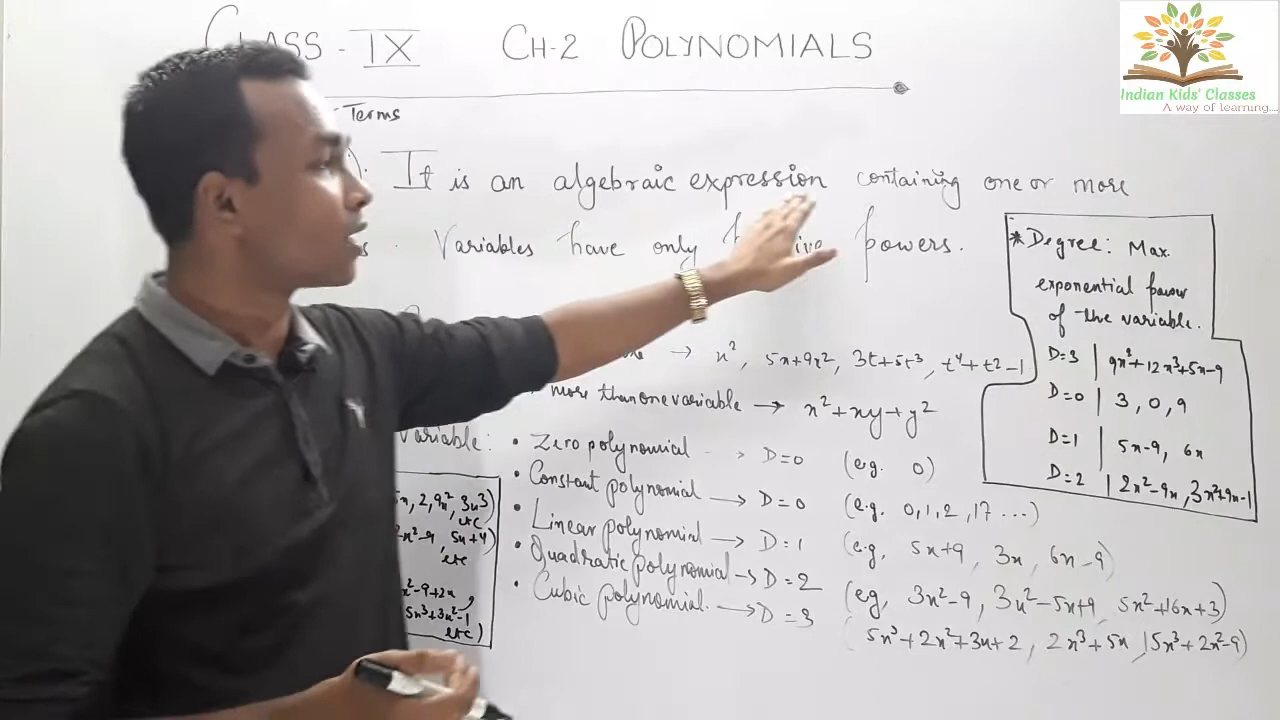 CLASS - IX CH-2 POLYNOMIALS
Indian Kids' Classes
A way of learning....
- Terms
It is an algebraic expression containing one or more
Variables have only powers.
* Degree: Max.
exponential power
of the variable.
D=3 | 9x³+12x³+5x-9
D=0 | 3, 0, 9
D=1 | 5x-9, 6x
D=2 | 2x²-9x, 3x²+9x-1
→ x², 5x+9x², 3t+5t³, t⁴+t²-1
more than one variable → x²+xy+y²
Variable:
• Zero polynomial → D=0 (e.g. 0)
• Constant polynomial → D=0 (e.g. 0,1,2,17...)
• Linear polynomial → D=1 (e.g, 5x+9, 3x, 6x-9)
• Quadratic polynomial → D=2 (eg, 3x²-9, 3x²-5x+9, 5x²+16x+3)
• Cubic polynomial. → D=3 (5x³+2x²+3x+2, 2x³+5x, 5x³+2x²-9)
5x, 2, 9x², 3x³)
etc
-x²-9, 5x+4)
etc
x²-9+2x,
5x³+3x²-1
etc)